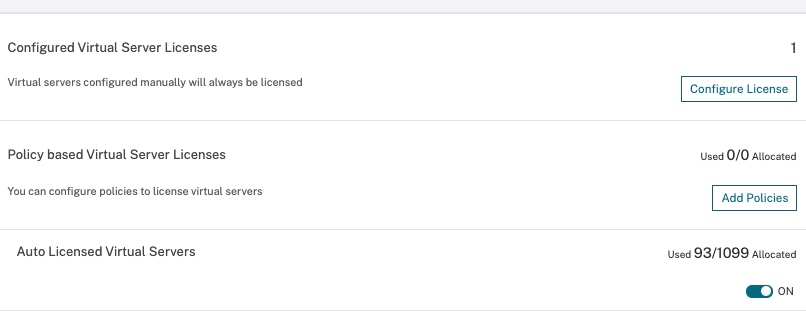 Configured Virtual Server Licenses 1
Virtual servers configured manually will always be licensed
Configure License
Policy based Virtual Server Licenses Used 0/0 Allocated
You can configure policies to license virtual servers
Add Policies
Auto Licensed Virtual Servers Used 93/1099 Allocated
ON